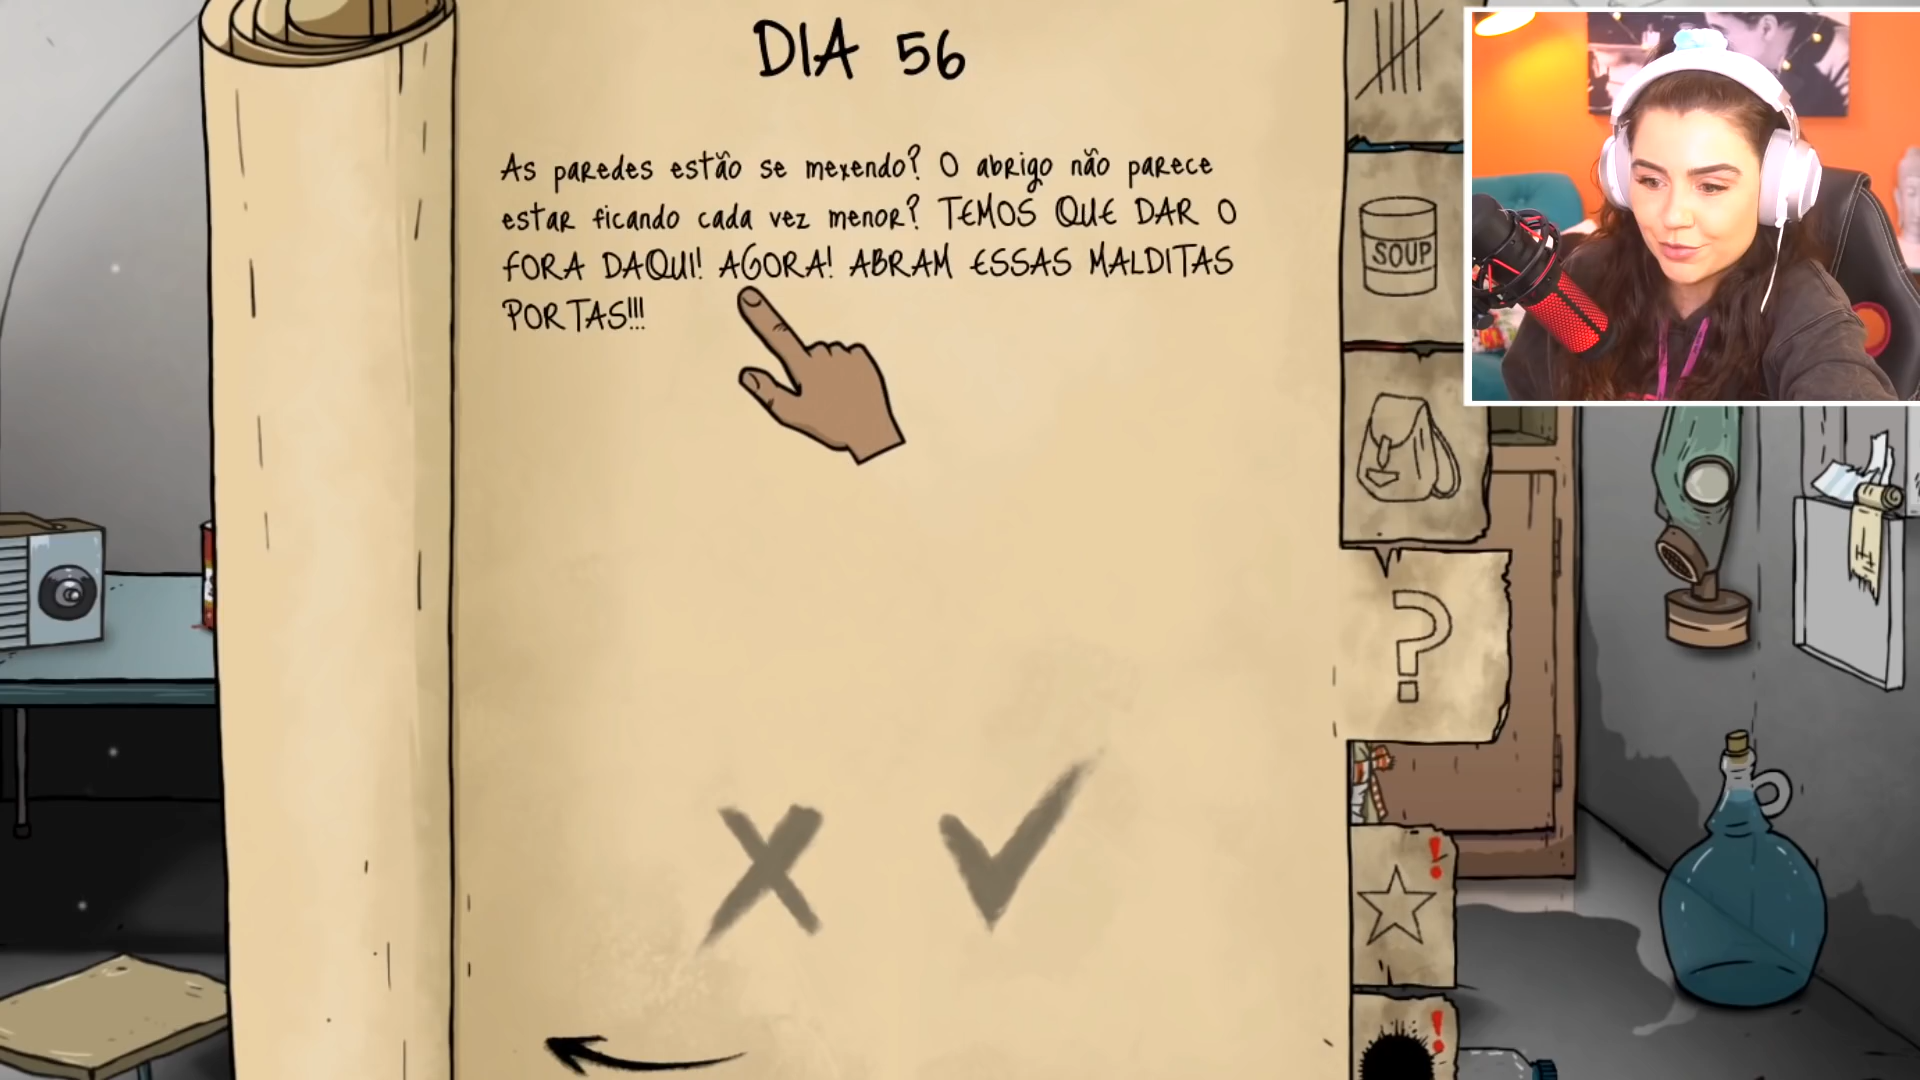 DIA 56
As paredes estão se mexendo? O abrigo não parece
estar ficando cada vez menor? TEMOS QUE DAR O
FORA DAQUI! AGORA! ABRAM ESSAS MALDITAS
PORTAS!!!
SOUP
?
!
!